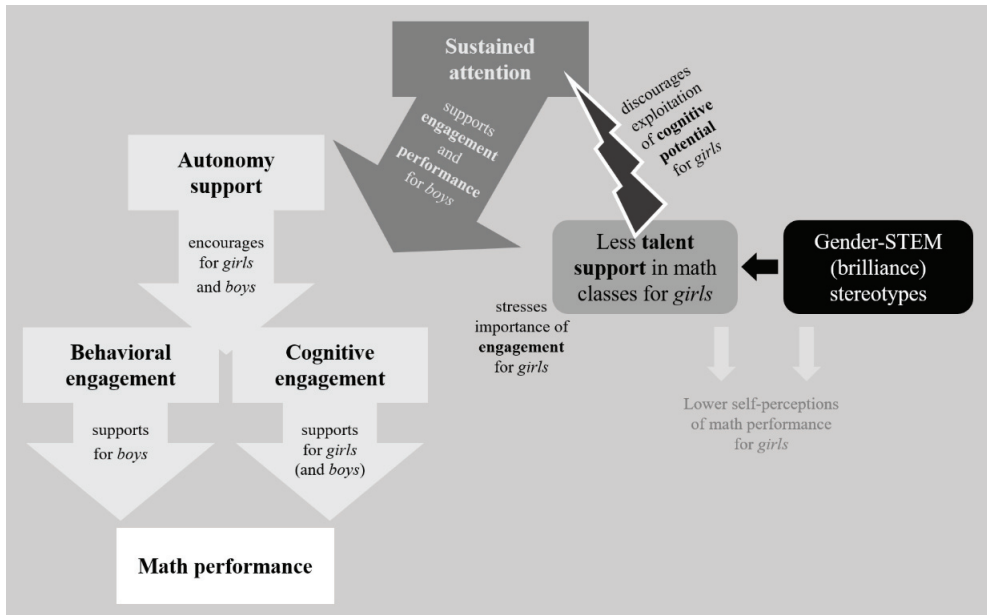 Sustained
attention
supports
engagement
and
performance
for boys
discourages
exploitation
of cognitive
potential
for girls
Autonomy
support
encourages
for girls
and boys
Less talent
support in math
classes for girls
Gender-STEM
(brilliance)
stereotypes
stresses
importance of
engagement
for girls
Behavioral
engagement
Cognitive
engagement
supports
for boys
supports
for girls
(and boys)
Lower self-perceptions
of math performance
for girls
Math performance